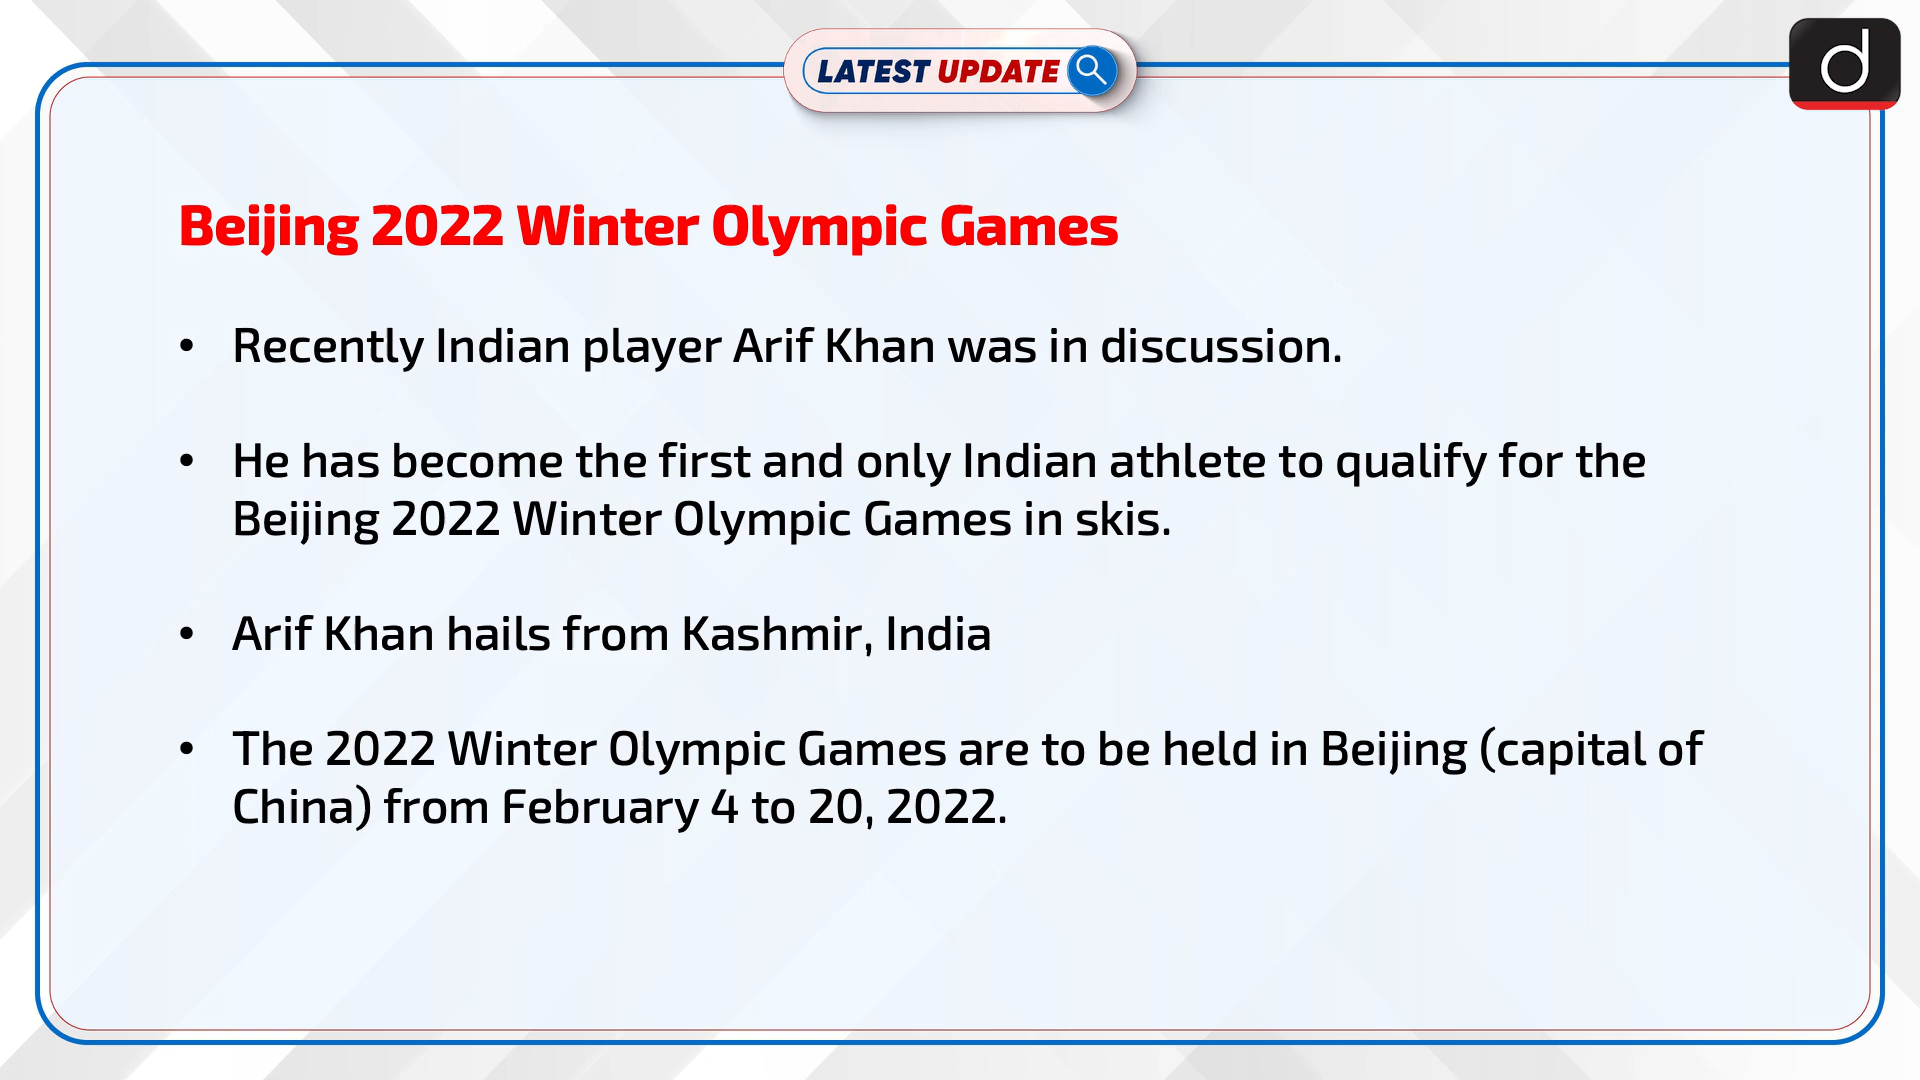 LATEST UPDATE
d
Beijing 2022 Winter Olympic Games
• Recently Indian player Arif Khan was in discussion.
• He has become the first and only Indian athlete to qualify for the
Beijing 2022 Winter Olympic Games in skis.
• Arif Khan hails from Kashmir, India
• The 2022 Winter Olympic Games are to be held in Beijing (capital of
China) from February 4 to 20, 2022.